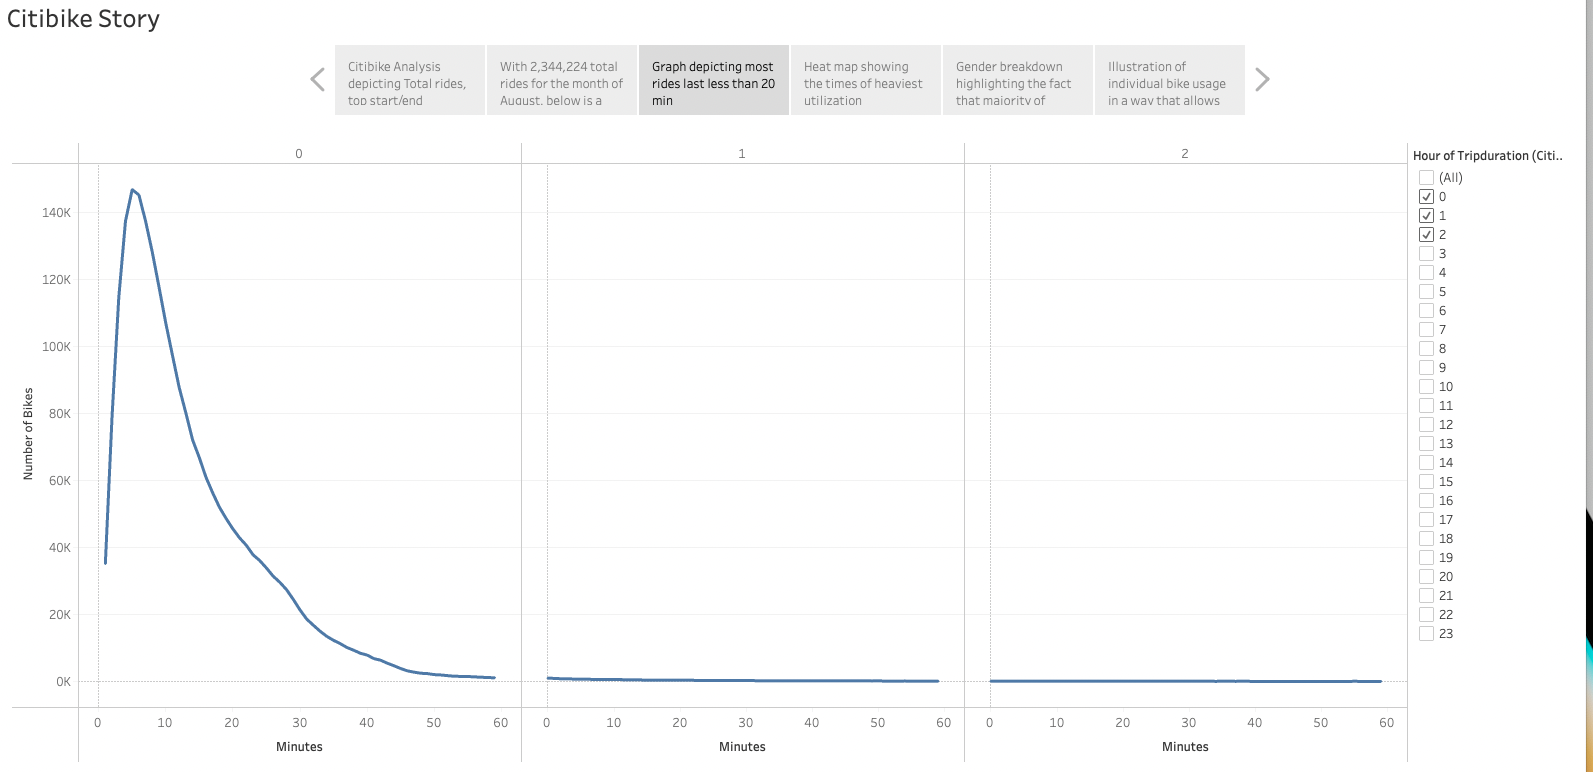 Citibike Story
Citibike Analysis
depicting Total rides,
top start/end
With 2,344,224 total
rides for the month of
August, below is a
Graph depicting most
rides last less than 20
min
Heat map showing
the times of heaviest
utilization
Gender breakdown
highlighting the fact
that majority of
Illustration of
individual bike usage
in a way that allows
0
1
2
Number of Bikes
140K
120K
100K
80K
60K
40K
20K
0K
0 10 20 30 40 50 60
0 10 20 30 40 50 60
0 10 20 30 40 50 60
Minutes
Minutes
Minutes
Hour of Tripduration (Citi..
(All)
0
1
2
3
4
5
6
7
8
9
10
11
12
13
14
15
16
17
18
19
20
21
22
23